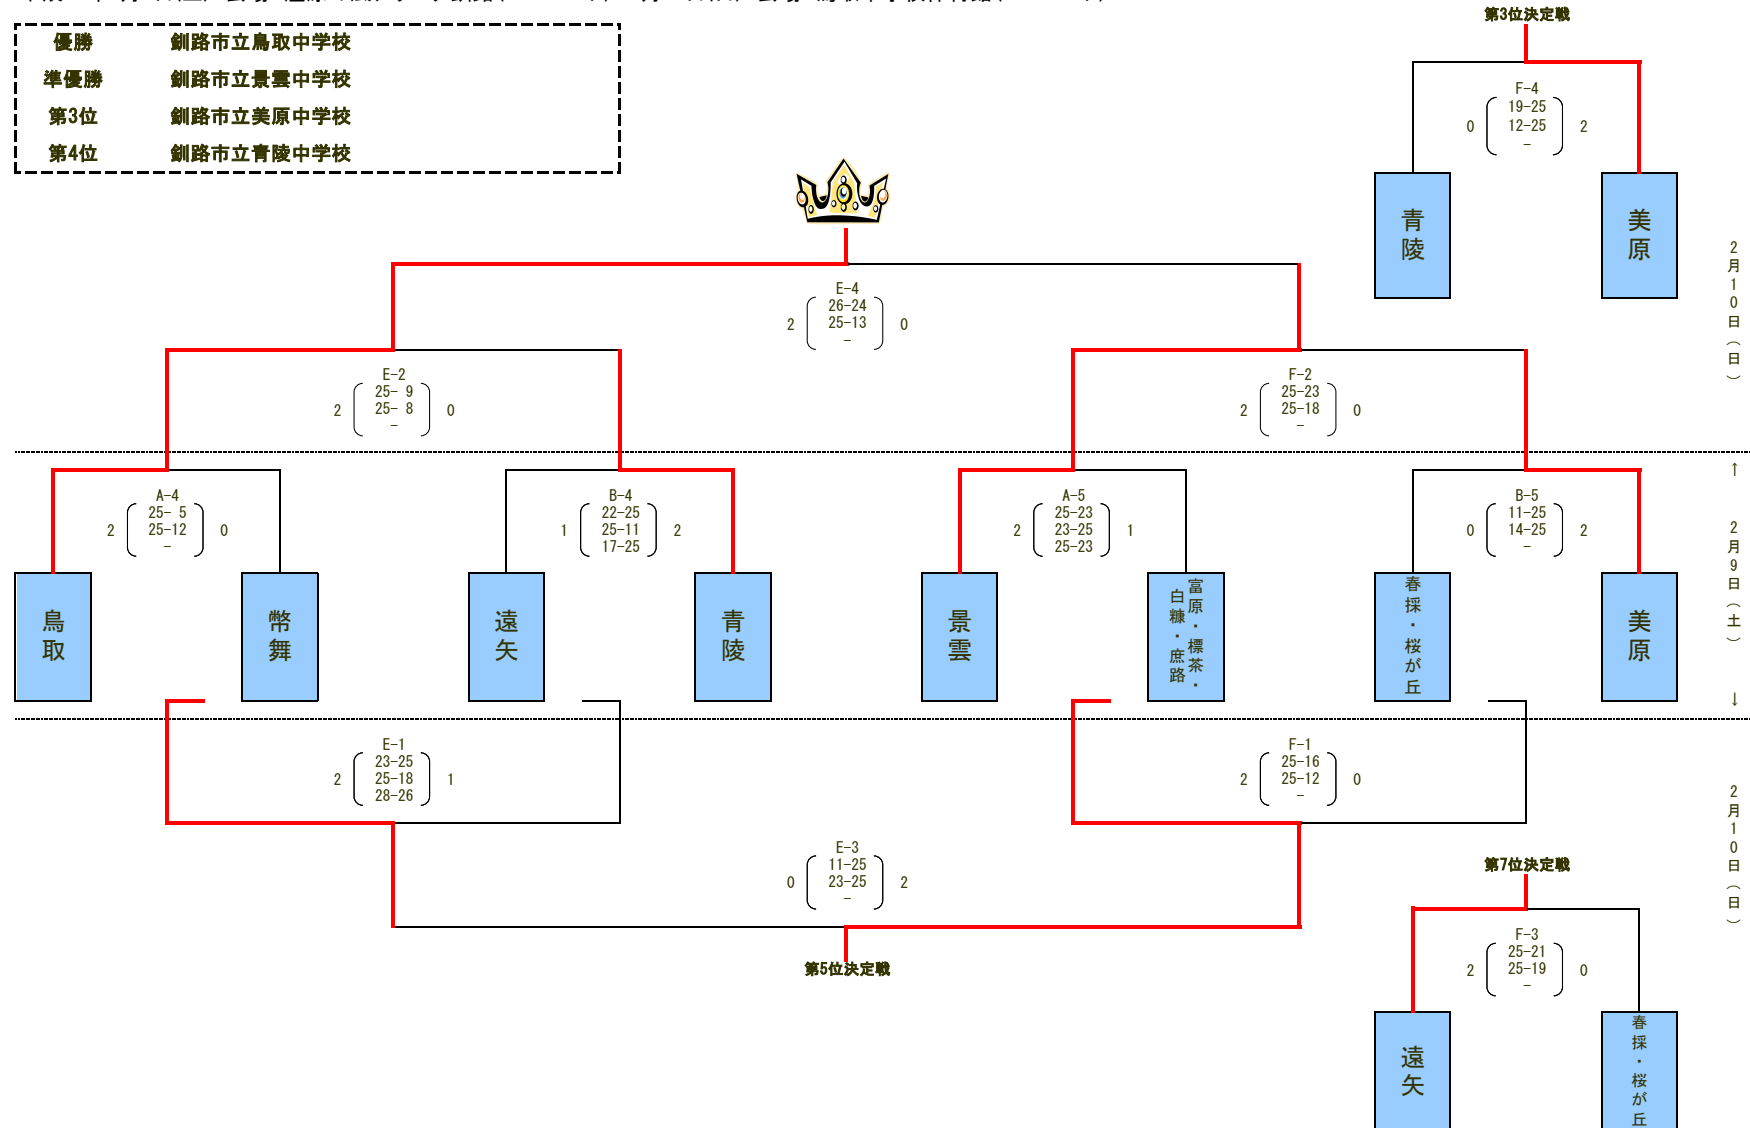 優勝 釧路市立鳥取中学校
準優勝 釧路市立景雲中学校
第3位 釧路市立美原中学校
第4位 釧路市立青陵中学校
第3位決定戦
F-4
19-25
0 12-25 2
-
青陵
美原
2月10日(日)
E-4
26-24
2 25-13 0
-
E-2
25- 9
2 25- 8 0
-
F-2
25-23
2 25-18 0
-
↑
A-4
25- 5
2 25-12 0
-
B-4
22-25
1 25-11 2
17-25
A-5
25-23
2 23-25 1
25-23
B-5
11-25
0 14-25 2
-
2月9日(土)
鳥取
幣舞
遠矢
青陵
景雲
富原・標茶・
白糠・庶路
春採・桜が丘
美原
↓
E-1
23-25
2 25-18 1
28-26
F-1
25-16
2 25-12 0
-
2月10日(日)
E-3
11-25
0 23-25 2
-
第5位決定戦
第7位決定戦
F-3
25-21
2 25-19 0
-
遠矢
春採・桜が丘